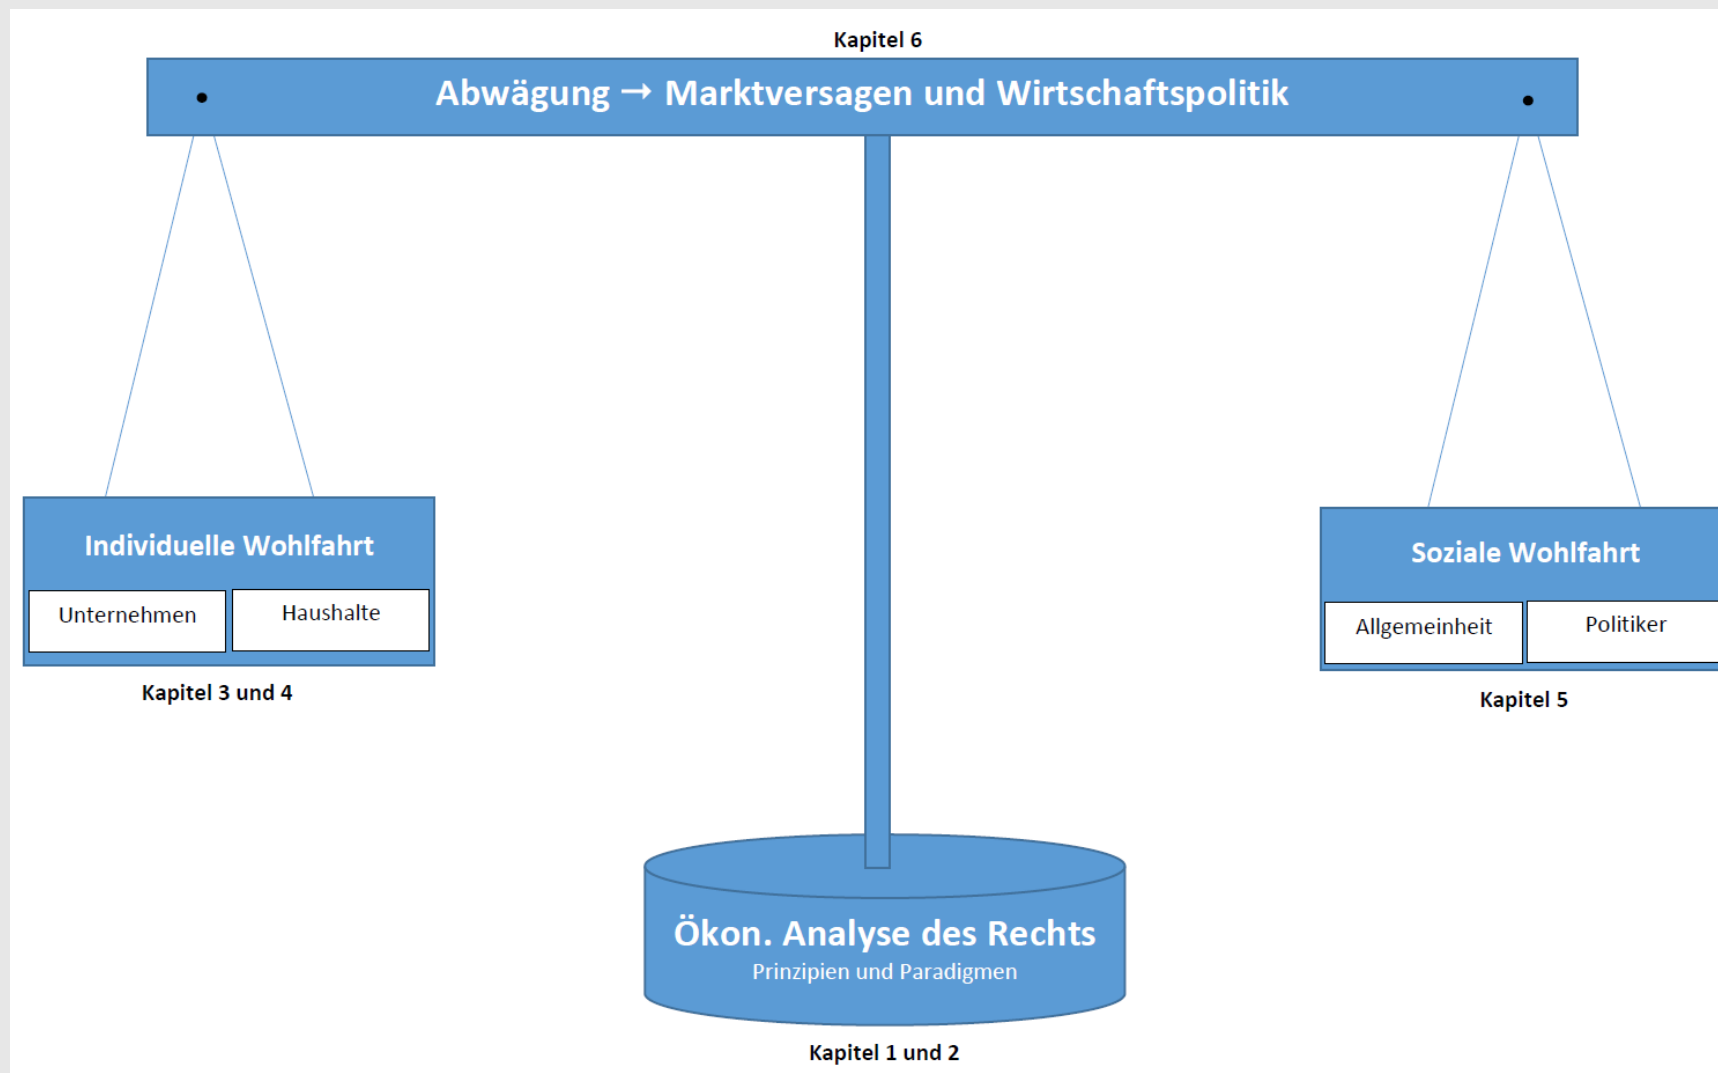 Kapitel 6
Abwägung → Marktversagen und Wirtschaftspolitik
Individuelle Wohlfahrt
Unternehmen
Haushalte
Kapitel 3 und 4
Soziale Wohlfahrt
Allgemeinheit
Politiker
Kapitel 5
Ökon. Analyse des Rechts
Prinzipien und Paradigmen
Kapitel 1 und 2